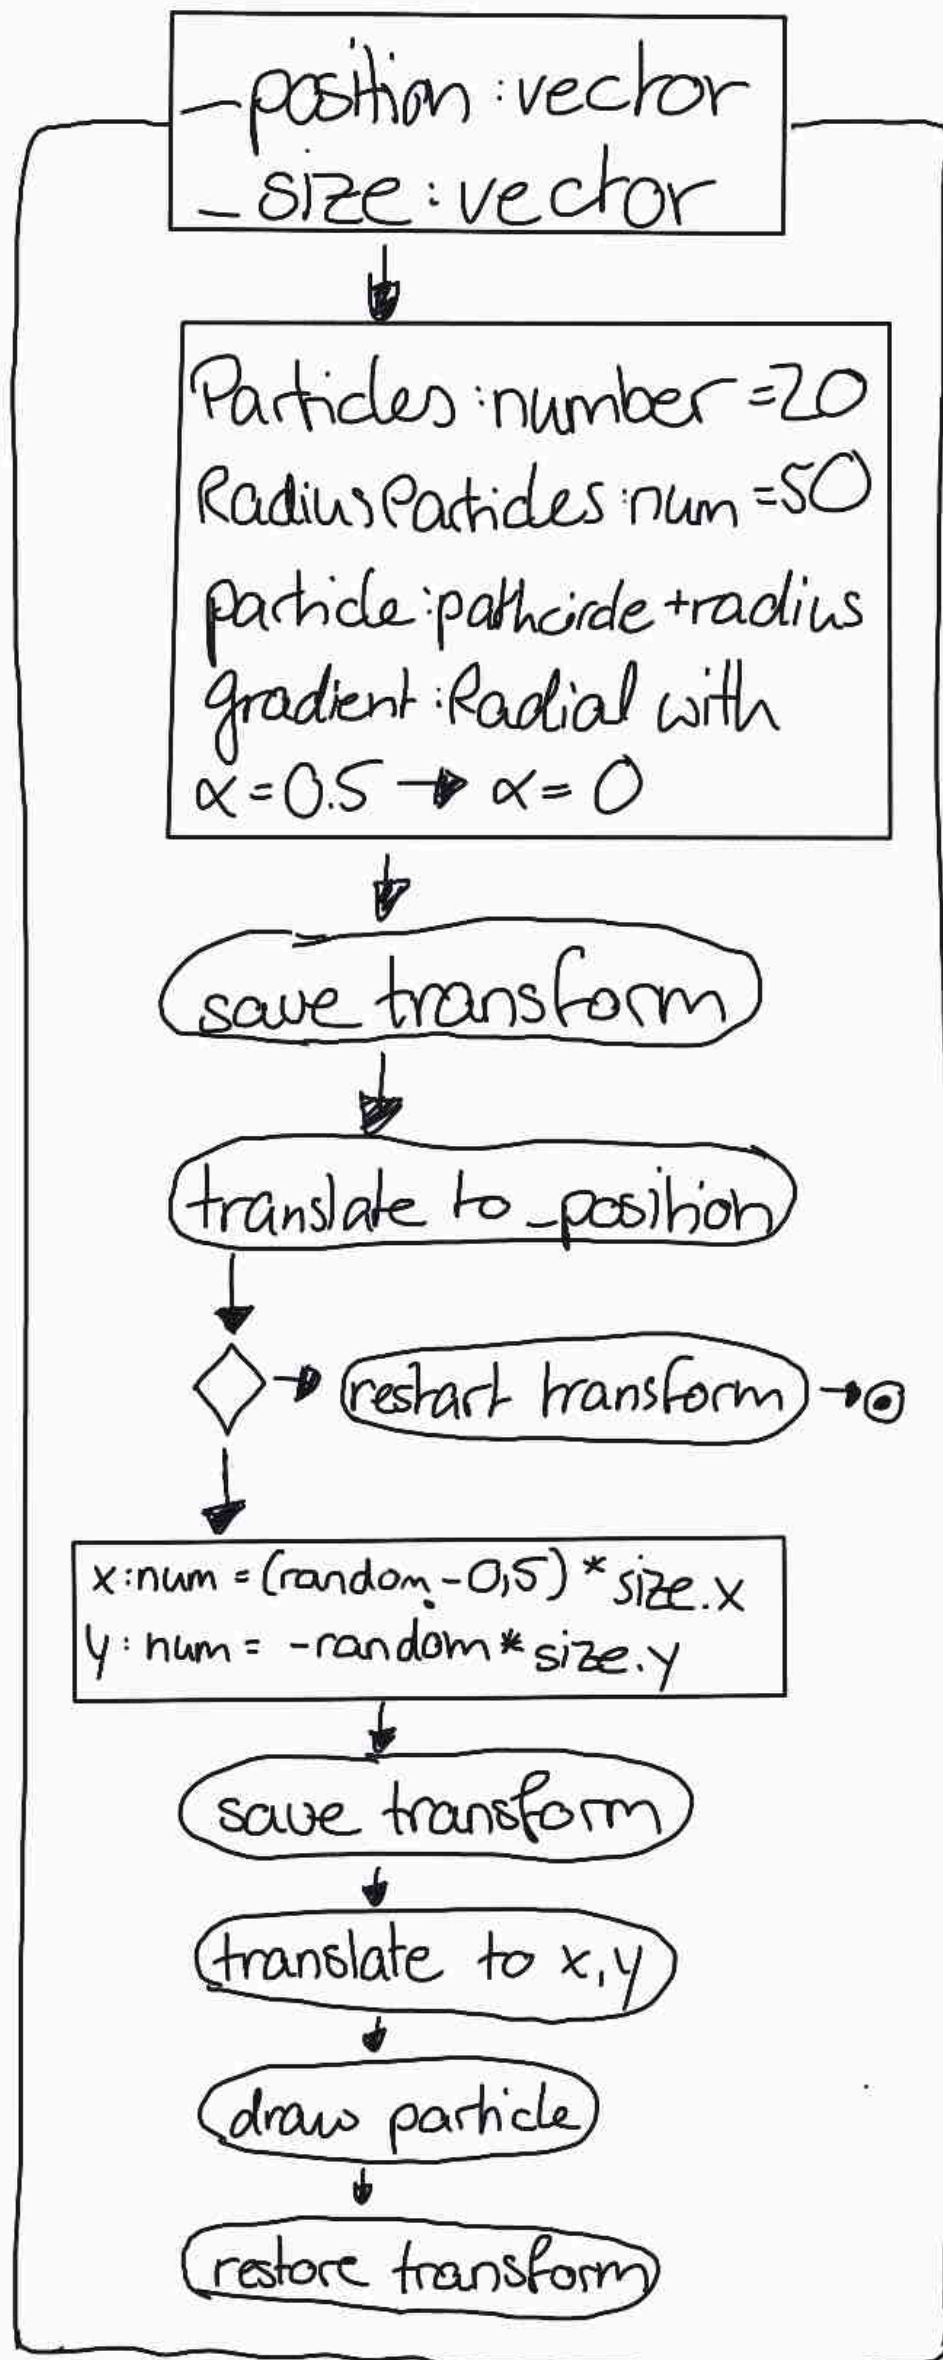 _position : vector
_size : vector
Particles : number = 20
RadiusParticles : num = 50
particle : pathcircle + radius
gradient : Radial with
α = 0.5 → α = 0
save transform
translate to _position
restart transform
x : num = (random - 0,5) * size.x
y : num = - random * size.y
save transform
translate to x, y
draw particle
restore transform